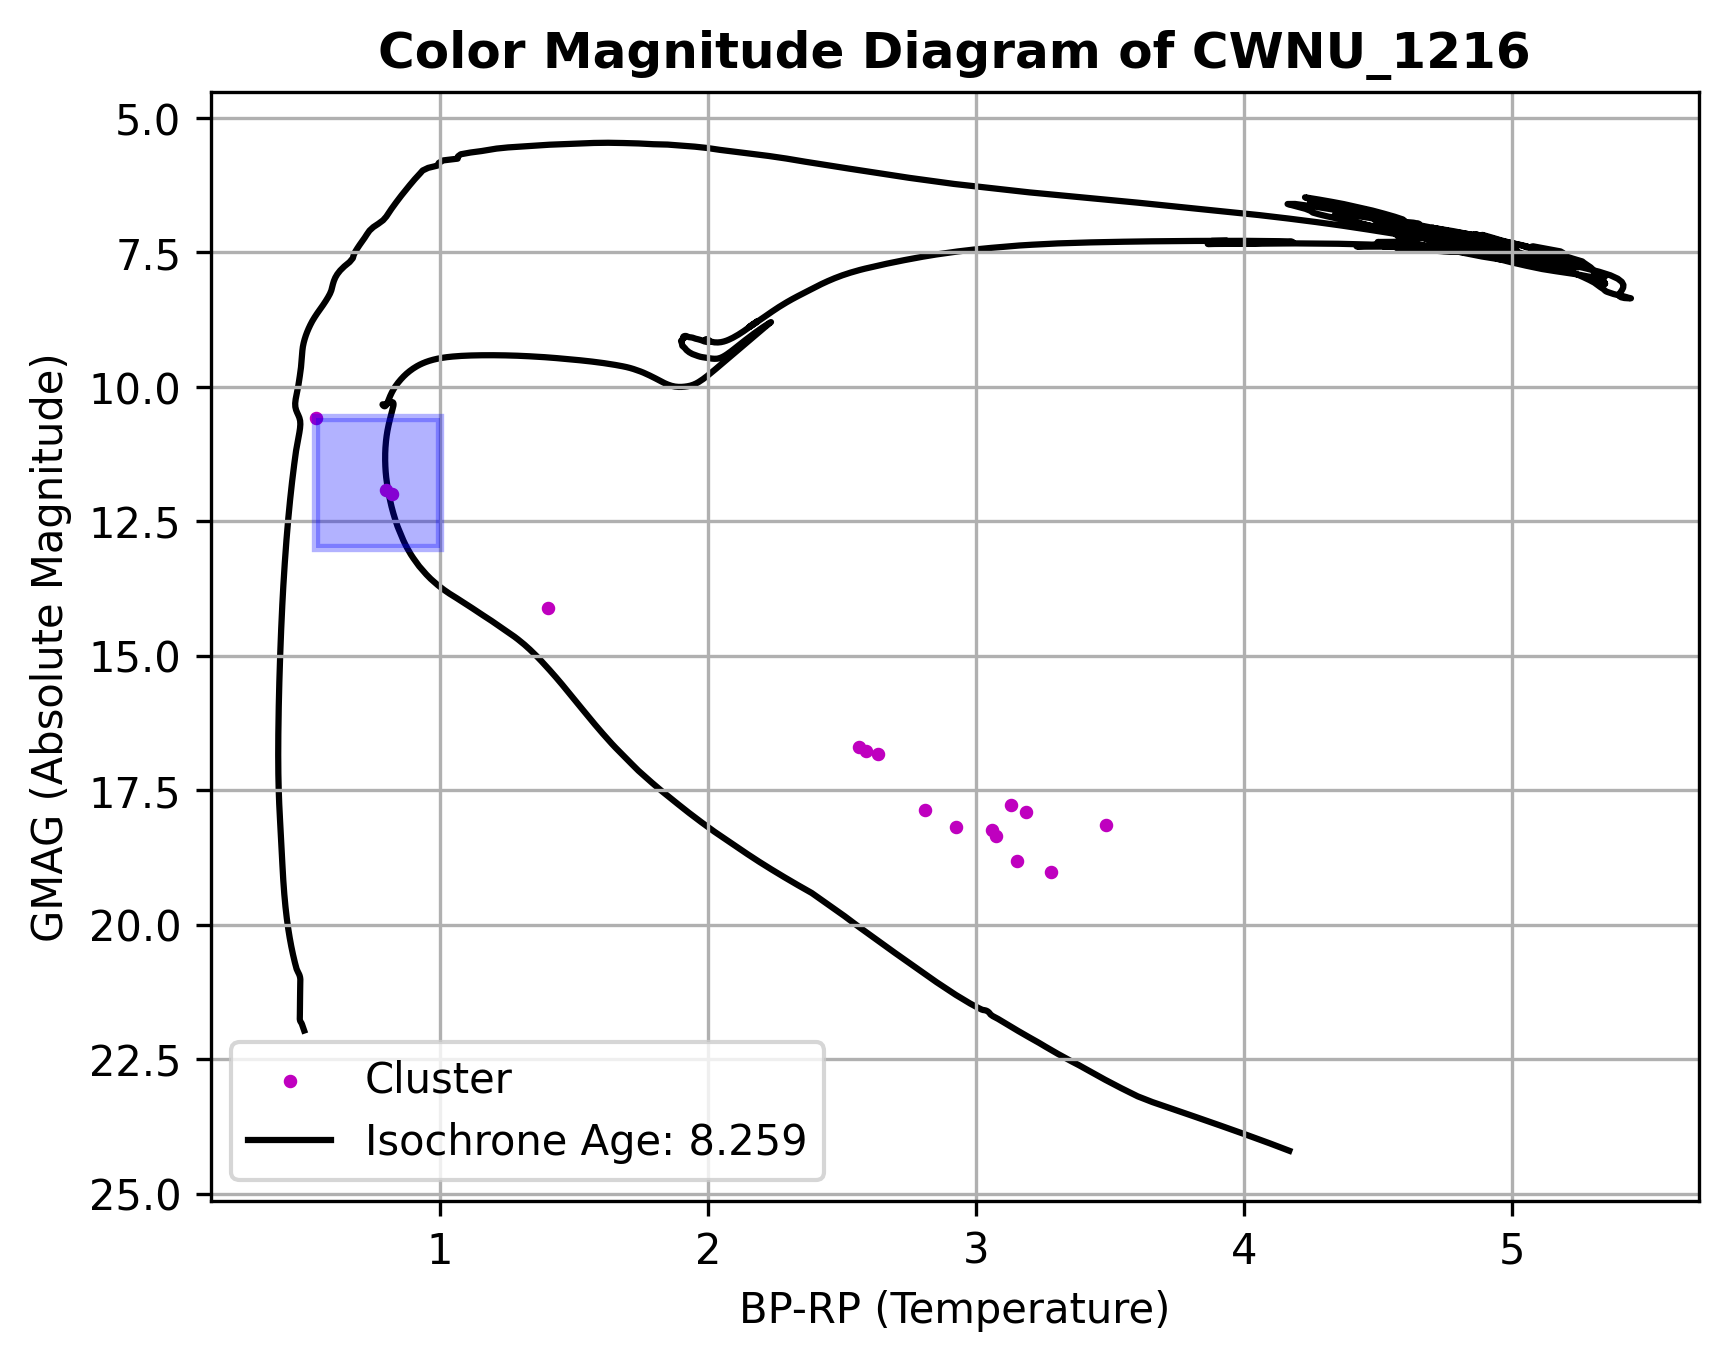 Color Magnitude Diagram of CWNU_1216
GMAG (Absolute Magnitude)
5.0
7.5
10.0
12.5
15.0
17.5
20.0
22.5
25.0
Cluster
Isochrone Age: 8.259
1 2 3 4 5
BP-RP (Temperature)